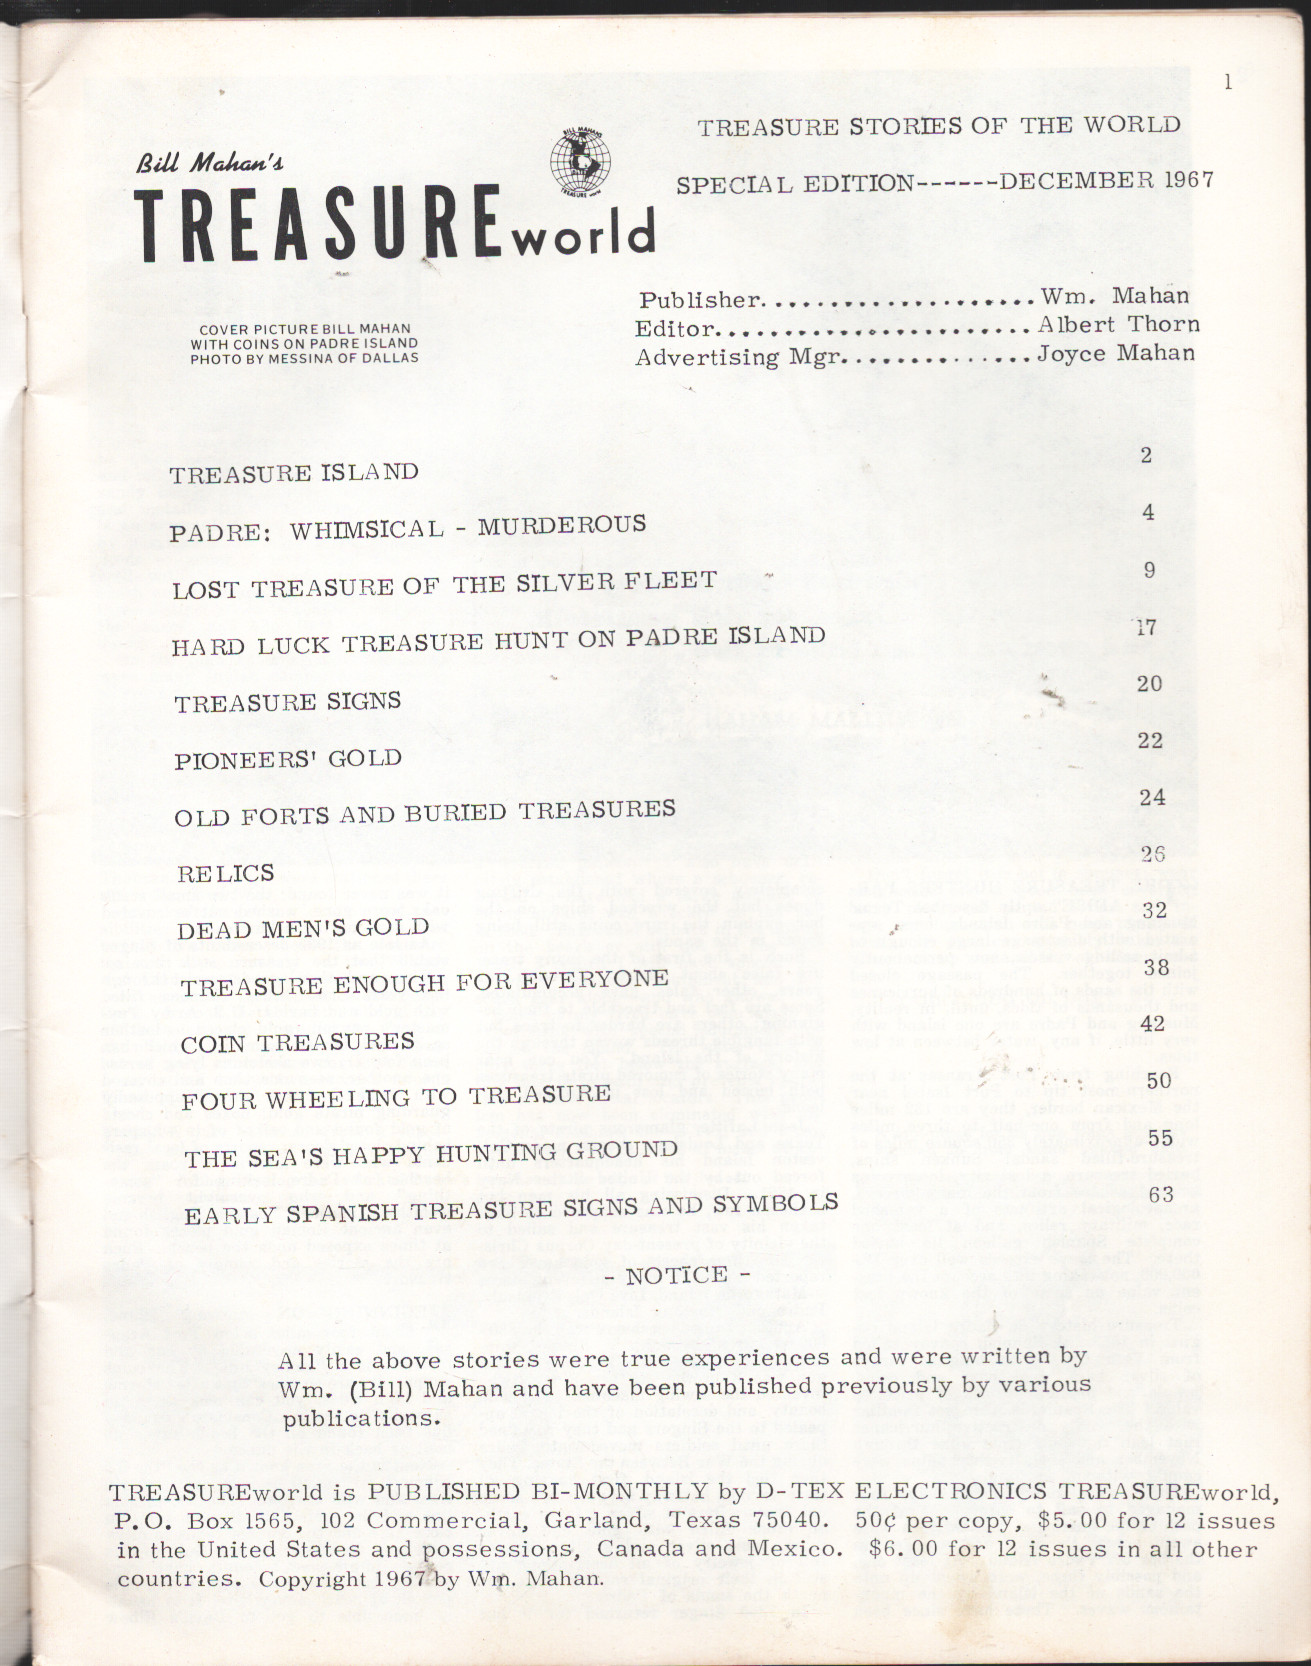 1
TREASURE STORIES OF THE WORLD
SPECIAL EDITION------DECEMBER 1967
BILL MAHANS
TREASURE
Bill Mahan's
TREASUREworld
COVER PICTURE BILL MAHAN
WITH COINS ON PADRE ISLAND
PHOTO BY MESSINA OF DALLAS
Publisher....................Wm. Mahan
Editor.......................Albert Thorn
Advertising Mgr..............Joyce Mahan
TREASURE ISLAND 2
PADRE: WHIMSICAL - MURDEROUS 4
LOST TREASURE OF THE SILVER FLEET 9
HARD LUCK TREASURE HUNT ON PADRE ISLAND 17
TREASURE SIGNS 20
PIONEERS' GOLD 22
OLD FORTS AND BURIED TREASURES 24
RELICS 26
DEAD MEN'S GOLD 32
TREASURE ENOUGH FOR EVERYONE 38
COIN TREASURES 42
FOUR WHEELING TO TREASURE 50
THE SEA'S HAPPY HUNTING GROUND 55
EARLY SPANISH TREASURE SIGNS AND SYMBOLS 63
- NOTICE -
All the above stories were true experiences and were written by
Wm. (Bill) Mahan and have been published previously by various
publications.
TREASUREworld is PUBLISHED BI-MONTHLY by D-TEX ELECTRONICS TREASUREworld,
P.O. Box 1565, 102 Commercial, Garland, Texas 75040. 50¢ per copy, $5.00 for 12 issues
in the United States and possessions, Canada and Mexico. $6.00 for 12 issues in all other
countries. Copyright 1967 by Wm. Mahan.